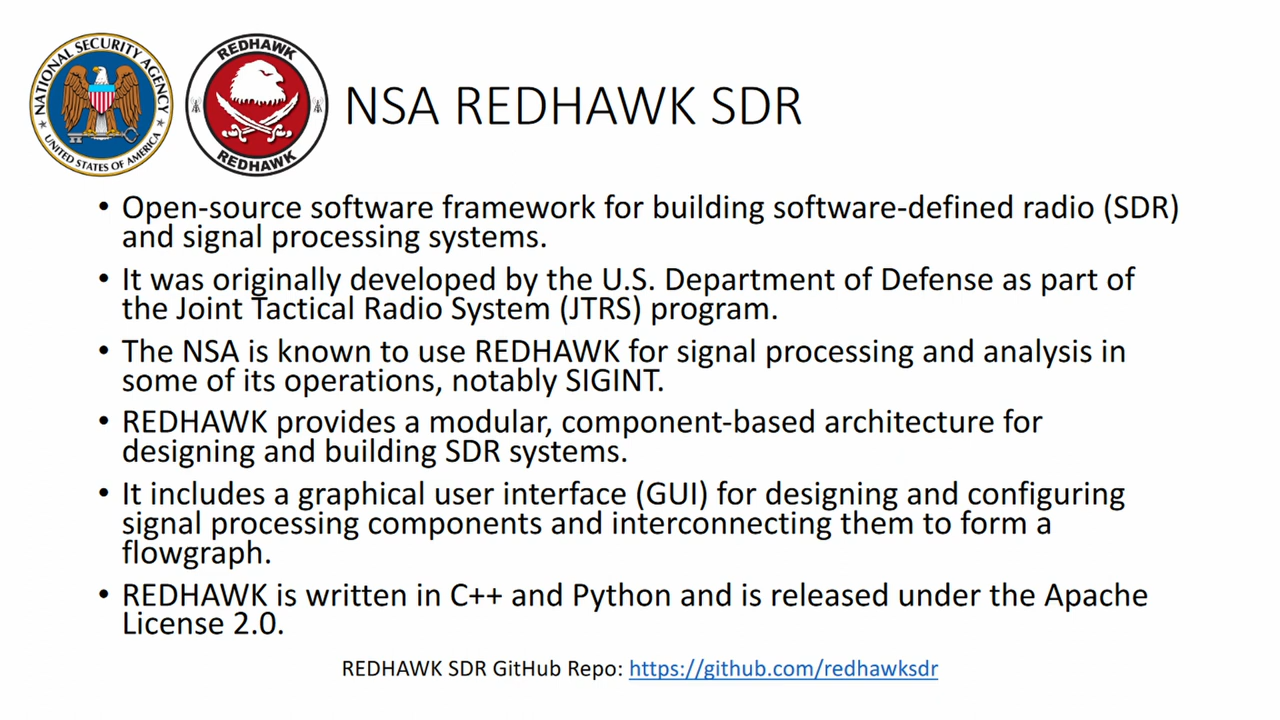 NATIONAL SECURITY AGENCY
UNITED STATES OF AMERICA
REDHAWK
REDHAWK
NSA REDHAWK SDR
• Open-source software framework for building software-defined radio (SDR)
and signal processing systems.
• It was originally developed by the U.S. Department of Defense as part of
the Joint Tactical Radio System (JTRS) program.
• The NSA is known to use REDHAWK for signal processing and analysis in
some of its operations, notably SIGINT.
• REDHAWK provides a modular, component-based architecture for
designing and building SDR systems.
• It includes a graphical user interface (GUI) for designing and configuring
signal processing components and interconnecting them to form a
flowgraph.
• REDHAWK is written in C++ and Python and is released under the Apache
License 2.0.
REDHAWK SDR GitHub Repo: https://github.com/redhawksdr